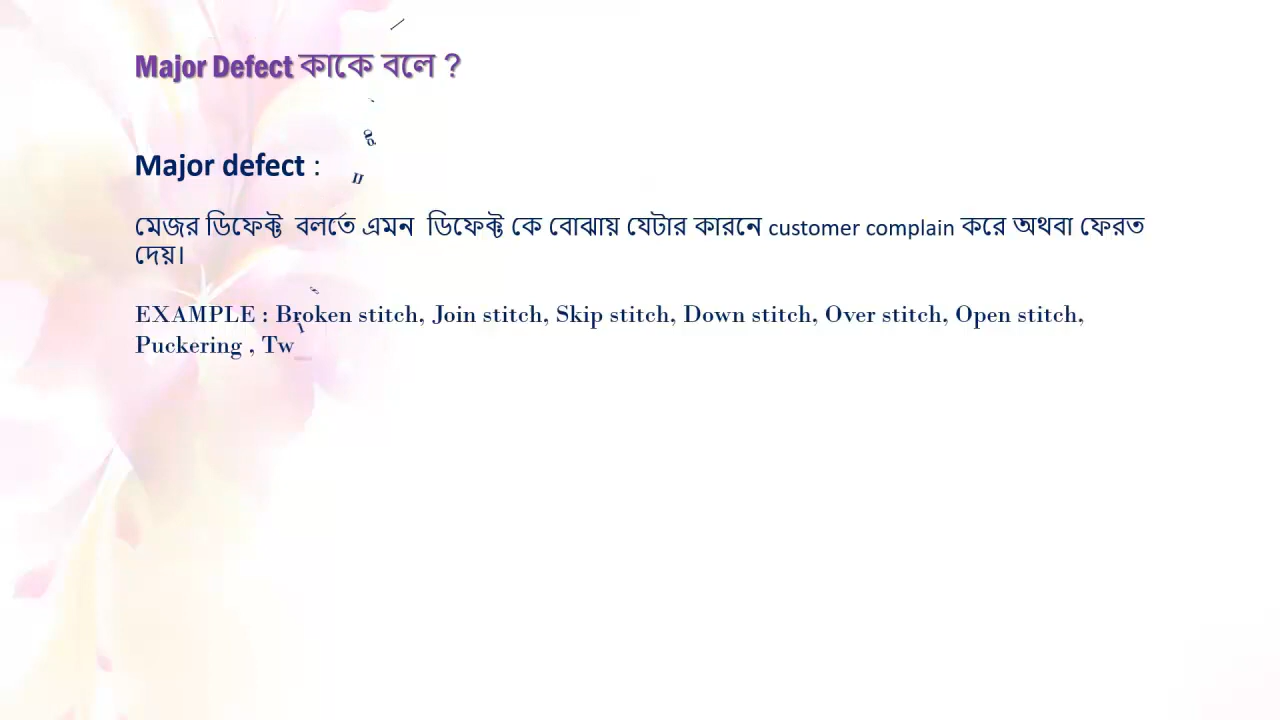 Major Defect কাকে বলে ?
Major defect :
মেজর ডিফেক্ট বলতে এমন ডিফেক্ট কে বোঝায় যেটার কারনে customer complain করে অথবা ফেরত
দেয়।
EXAMPLE : Broken stitch, Join stitch, Skip stitch, Down stitch, Over stitch, Open stitch,
Puckering , Tw